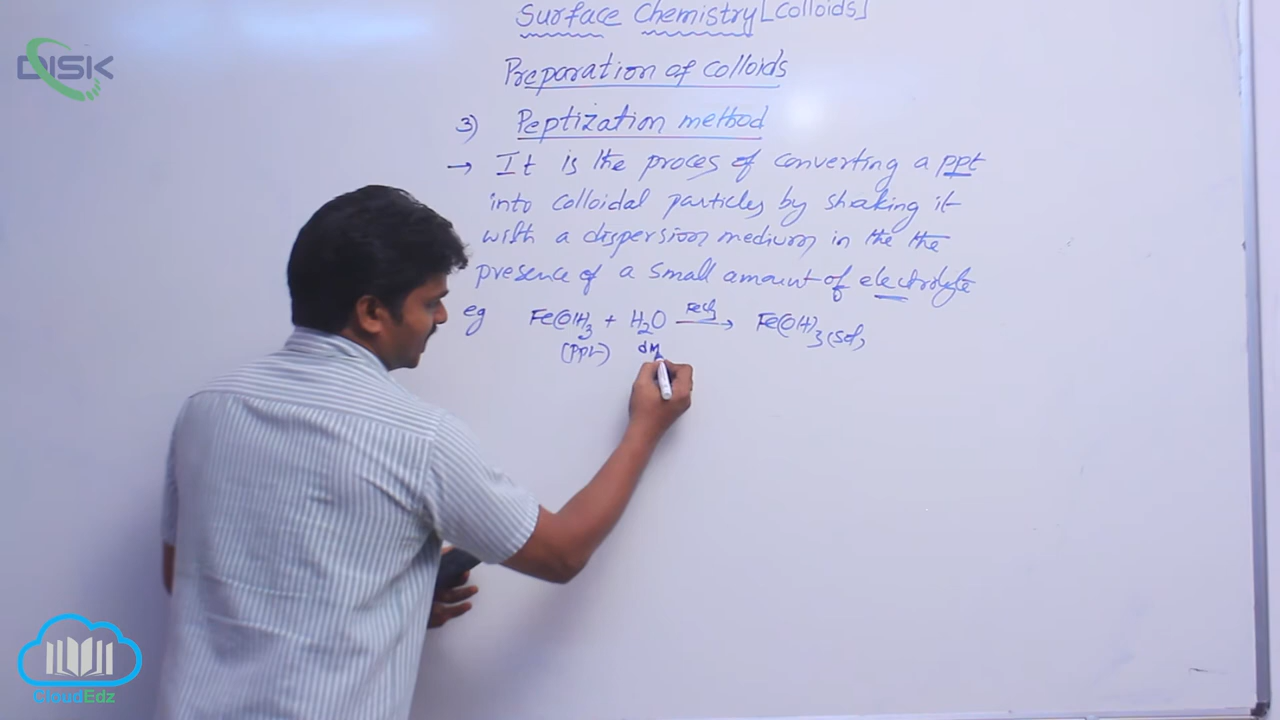 Surface Chemistry [Colloids]
DISK
Preparation of colloids
3) Peptization method
→ It is the proces of converting a ppt
into colloidal particles by shaking it
with a dispersion medium in the the
presence of a small amount of electrolyte
eg Fe(OH)3 + H2O FeCl3→ Fe(OH)3(sol)
(ppt) dm
CloudEdz